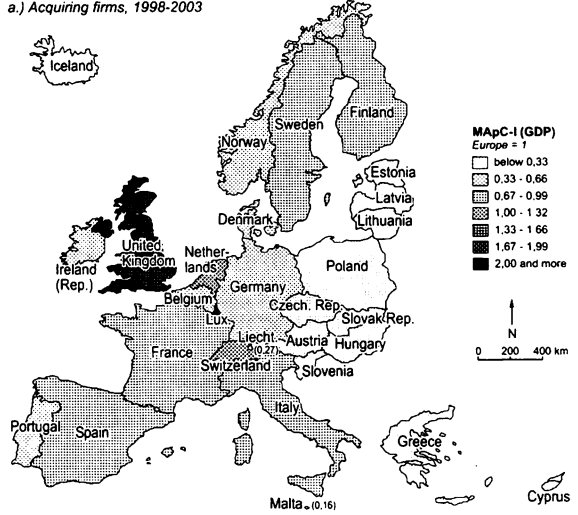 a.) Acquiring firms, 1998-2003
Iceland
Finland
Sweden
Norway
Estonia
Latvia
Lithuania
Denmark
United
Kingdom
Ireland
(Rep.)
Nether-
lands
Poland
Germany
Belgium
Czech. Rep.
Lux.
Slovak Rep.
Liecht.
(0,27)
Austria
Hungary
France
Switzerland
Slovenia
Italy
Portugal
Spain
Greece
Malta (0,16)
Cyprus
MApC-I (GDP)
Europe = 1
below 0,33
0,33 - 0,66
0,67 - 0,99
1,00 - 1 32
1,33 - 1 66
1,67 - 1,99
2,00 and more
N
0 200 400 km